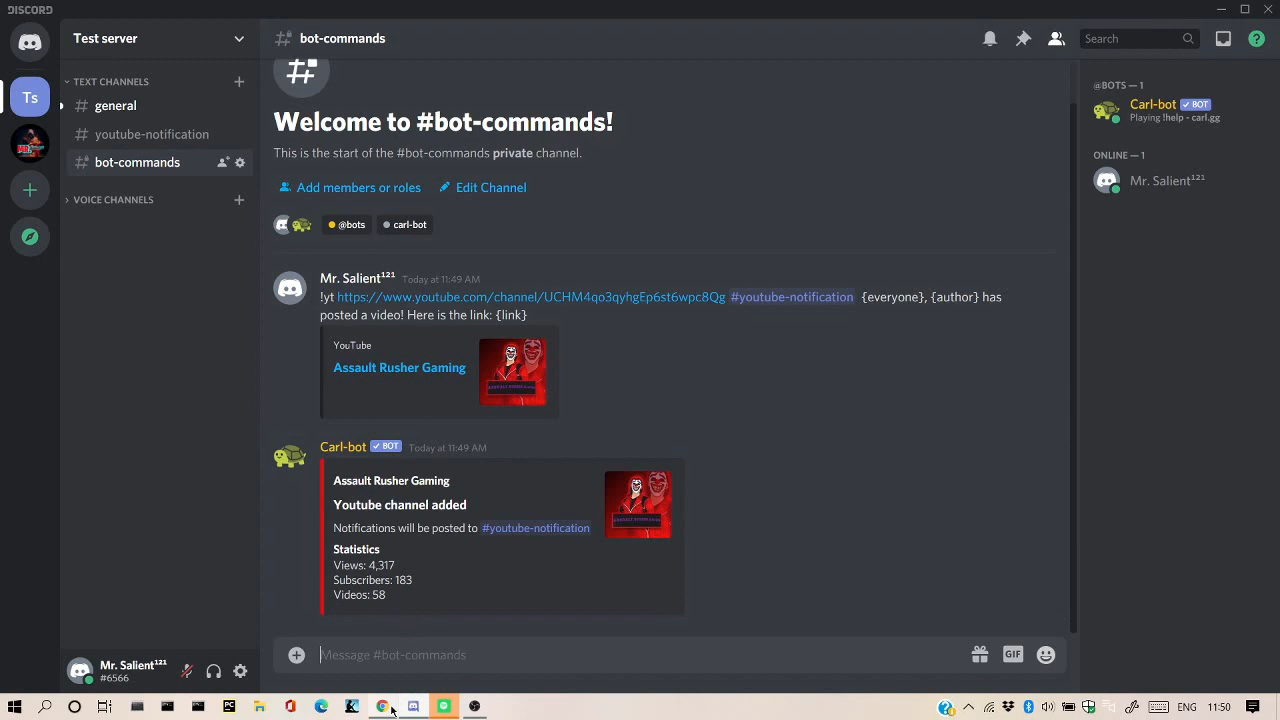 DISCORD
Test server
bot-commands
Search
TEXT CHANNELS
general
youtube-notification
bot-commands
VOICE CHANNELS
Ts
Welcome to #bot-commands!
This is the start of the #bot-commands private channel.
Add members or roles
Edit Channel
@bots
carl-bot
Mr. Salient¹²¹ Today at 11:49 AM
!yt https://www.youtube.com/channel/UCHM4qo3qyhgEp6st6wpc8Qg #youtube-notification {everyone}, {author} has
posted a video! Here is the link: {link}
YouTube
Assault Rusher Gaming
Carl-bot BOT Today at 11:49 AM
Assault Rusher Gaming
Youtube channel added
Notifications will be posted to #youtube-notification
Statistics
Views: 4,317
Subscribers: 183
Videos: 58
Message #bot-commands
GIF
@BOTS — 1
Carl-bot BOT
Playing !help - carl.gg
ONLINE — 1
Mr. Salient¹²¹
Mr. Salient¹²¹
#6566
PC
ENG
11:50